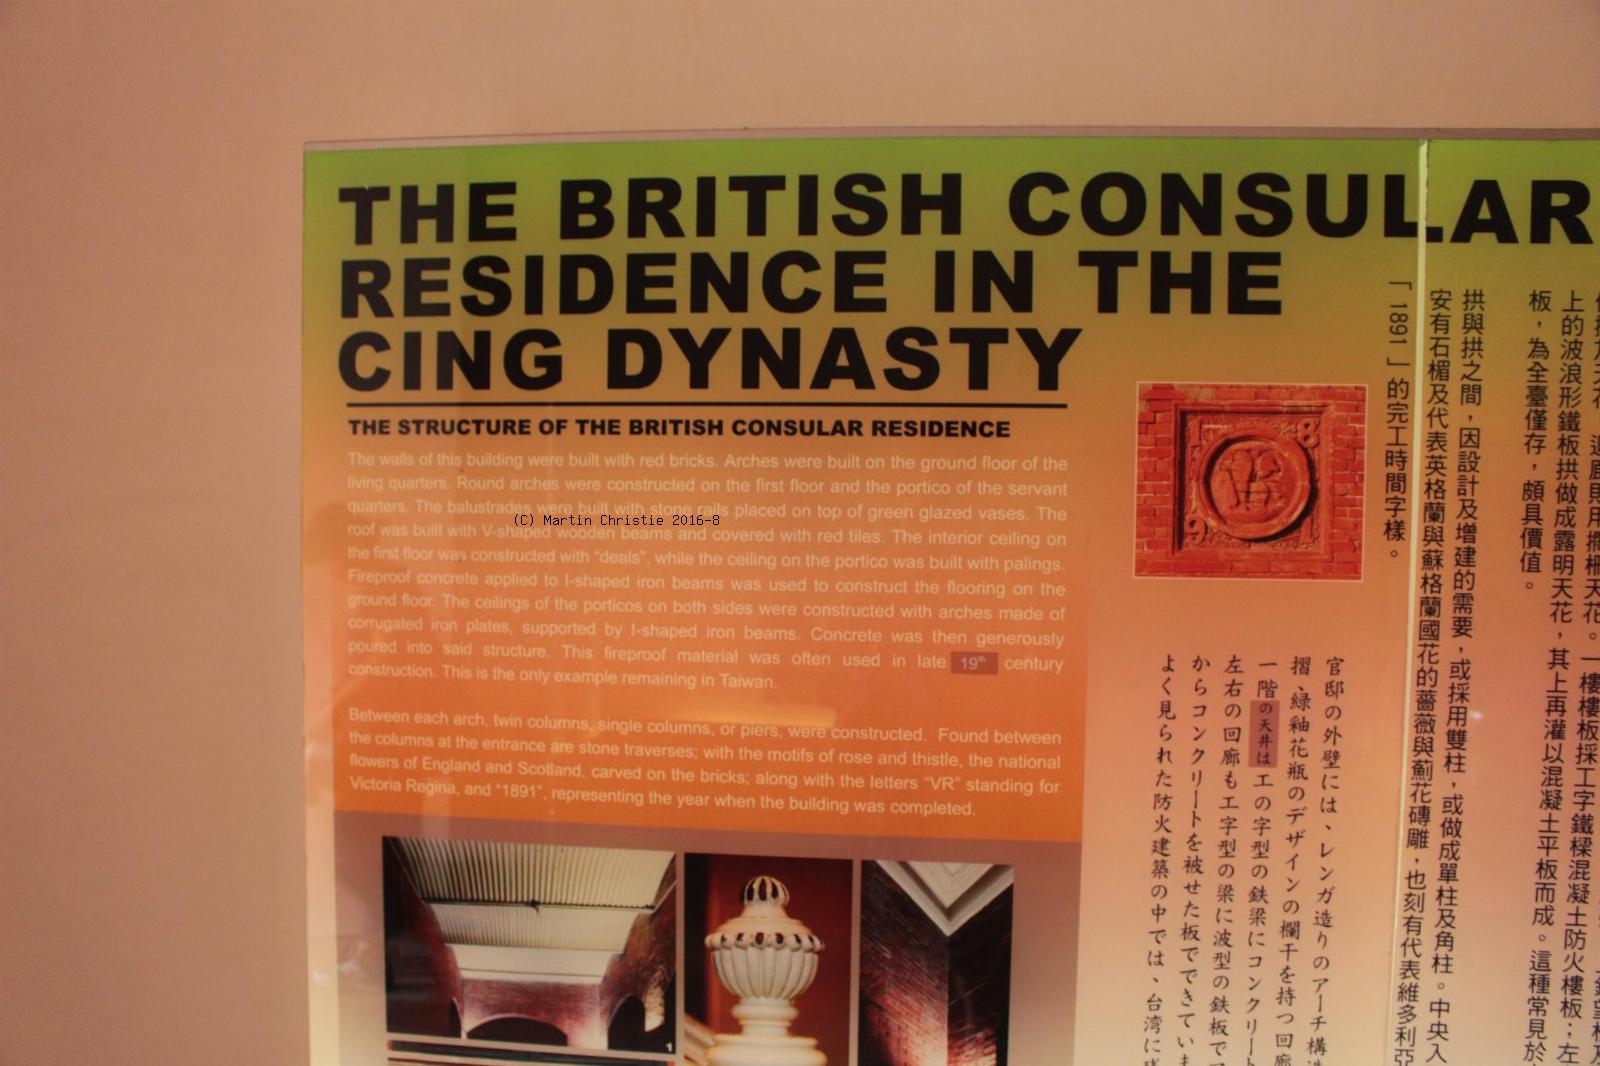 THE BRITISH CONSULAR
RESIDENCE IN THE
CING DYNASTY
THE STRUCTURE OF THE BRITISH CONSULAR RESIDENCE
The walls of this building were built with red bricks. Arches were built on the ground floor of the
living quarters. Round arches were constructed on the first floor and the portico of the servant
quarters. The balustrades were built with stone rails placed on top of green glazed vases. The
(C) Martin Christie 2016-8
roof was built with V-shaped wooden beams and covered with red tiles. The interior ceiling on
the first floor was constructed with “deals”, while the ceiling on the portico was built with palings.
Fireproof concrete applied to I-shaped iron beams was used to construct the flooring on the
ground floor. The ceilings of the porticos on both sides were constructed with arches made of
corrugated iron plates, supported by I-shaped iron beams. Concrete was then generously
poured into said structure. This fireproof material was often used in late 19th century
construction. This is the only example remaining in Taiwan.
Between each arch, twin columns, single columns, or piers, were constructed. Found between
the columns at the entrance are stone traverses; with the motifs of rose and thistle, the national
flowers of England and Scotland, carved on the bricks; along with the letters “VR” standing for
Victoria Regina, and “1891”, representing the year when the building was completed.
1
8
9
官邸の外壁には、レンガ造りのアーチ構造
摺、緑釉花瓶のデザインの欄干を持つ回廊
一階の天井は工の字型の鉄梁にコンクリート
左右の回廊も工字型の梁に波型の鉄板で
からコンクリートを被せた板でできていま
よく見られた防火建築の中では、台湾に
上的波浪形鐵板拱做成露明天花，其上再灌以混凝土平板而成。這種常見於
板，為全臺僅存，頗具價值。
拱與拱之間，因設計及增建的需要，或採用雙柱，或做成單柱及角柱。中央入
安有石楣及代表英格蘭與蘇格蘭國花的薔薇與薊花磚雕，也刻有代表維多利亞
「1891」的完工時間字樣。